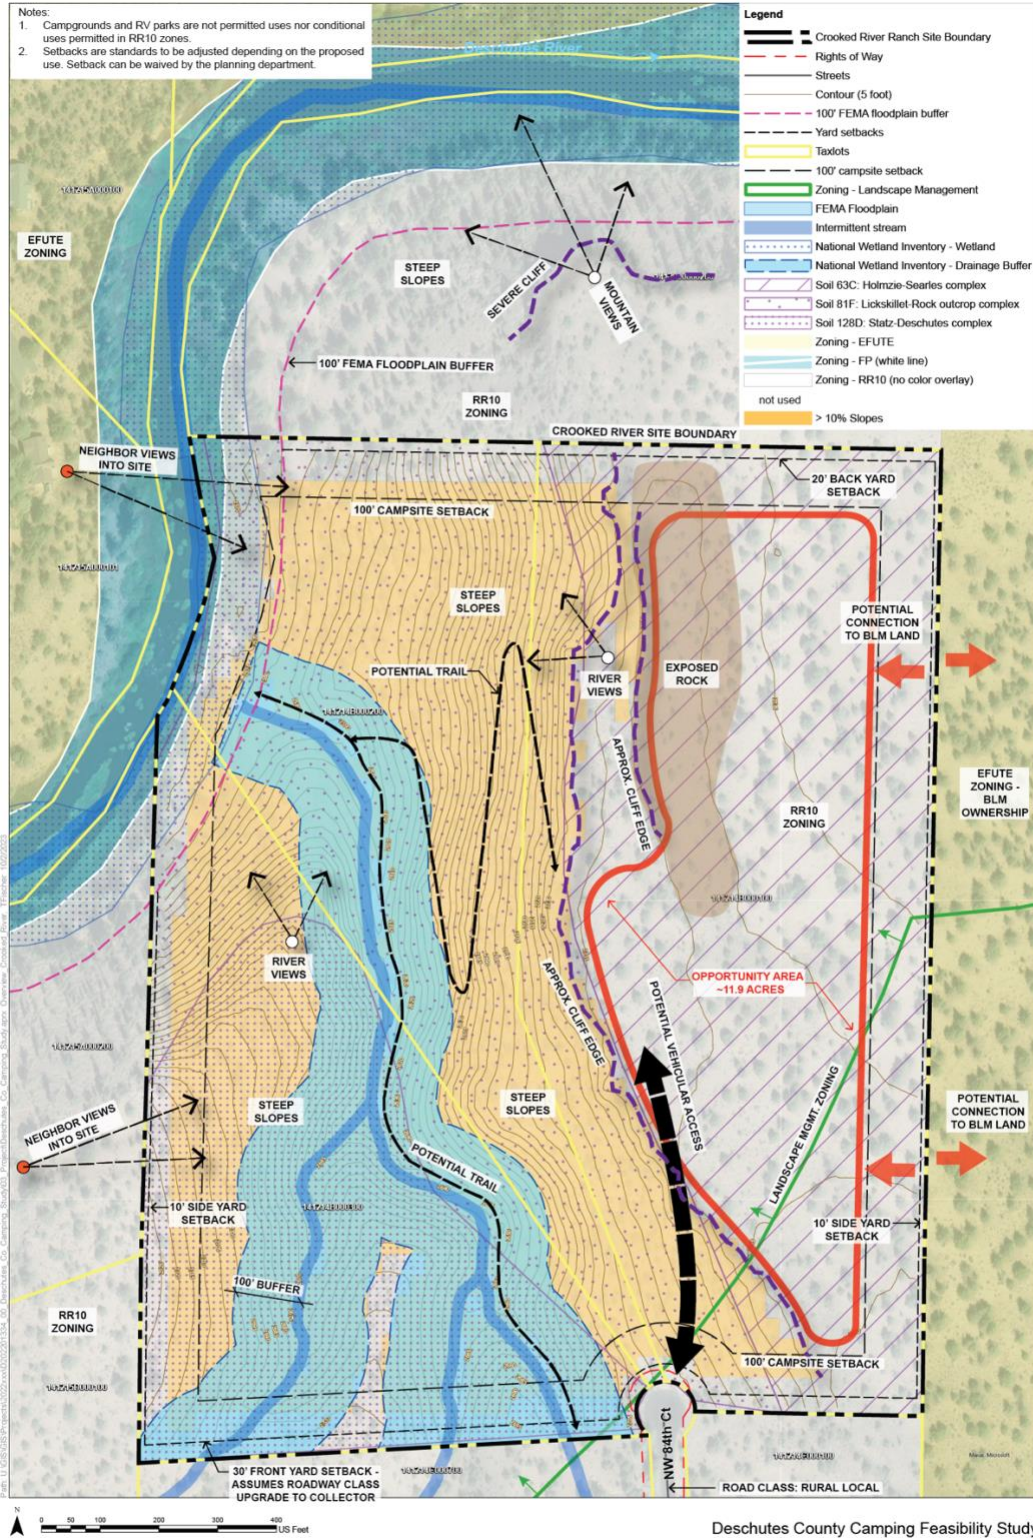 Notes:
1. Campgrounds and RV parks are not permitted uses nor conditional
uses permitted in RR10 zones.
2. Setbacks are standards to be adjusted depending on the proposed
use. Setback can be waived by the planning department.
Deschutes River
Legend
Crooked River Ranch Site Boundary
Rights of Way
Streets
Contour (5 foot)
100' FEMA floodplain buffer
Yard setbacks
Taxlots
100' campsite setback
Zoning - Landscape Management
FEMA Floodplain
Intermittent stream
National Wetland Inventory - Wetland
National Wetland Inventory - Drainage Buffer
Soil 63C: Holmzie-Searles complex
Soil 81F: Lickskillet-Rock outcrop complex
Soil 128D: Statz-Deschutes complex
Zoning - EFUTE
Zoning - FP (white line)
Zoning - RR10 (no color overlay)
not used
> 10% Slopes
EFUTE
ZONING
STEEP
SLOPES
SEVERE CLIFF
MOUNTAIN
VIEWS
100' FEMA FLOODPLAIN BUFFER
RR10
ZONING
CROOKED RIVER SITE BOUNDARY
NEIGHBOR VIEWS
INTO SITE
20' BACK YARD
SETBACK
100' CAMPSITE SETBACK
141215A000101
STEEP
SLOPES
POTENTIAL
CONNECTION
TO BLM LAND
POTENTIAL TRAIL
RIVER
VIEWS
EXPOSED
ROCK
141214B000200
APPROX. CLIFF EDGE
EFUTE
ZONING -
BLM
OWNERSHIP
RR10
ZONING
141214B000100
RIVER
VIEWS
APPROX. CLIFF EDGE
OPPORTUNITY AREA
~11.9 ACRES
POTENTIAL VEHICULAR ACCESS
141215A000200
STEEP
SLOPES
STEEP
SLOPES
LANDSCAPE MGMT. ZONING
POTENTIAL
CONNECTION
TO BLM LAND
NEIGHBOR VIEWS
INTO SITE
POTENTIAL TRAIL
10' SIDE YARD
SETBACK
141214B000300
10' SIDE YARD
SETBACK
100' BUFFER
RR10
ZONING
100' CAMPSITE SETBACK
NW 84th Ct
30' FRONT YARD SETBACK -
ASSUMES ROADWAY CLASS
UPGRADE TO COLLECTOR
ROAD CLASS: RURAL LOCAL
Maxar, Microsoft
N
0 50 100 200 300 400
US Feet
Deschutes County Camping Feasibility Study